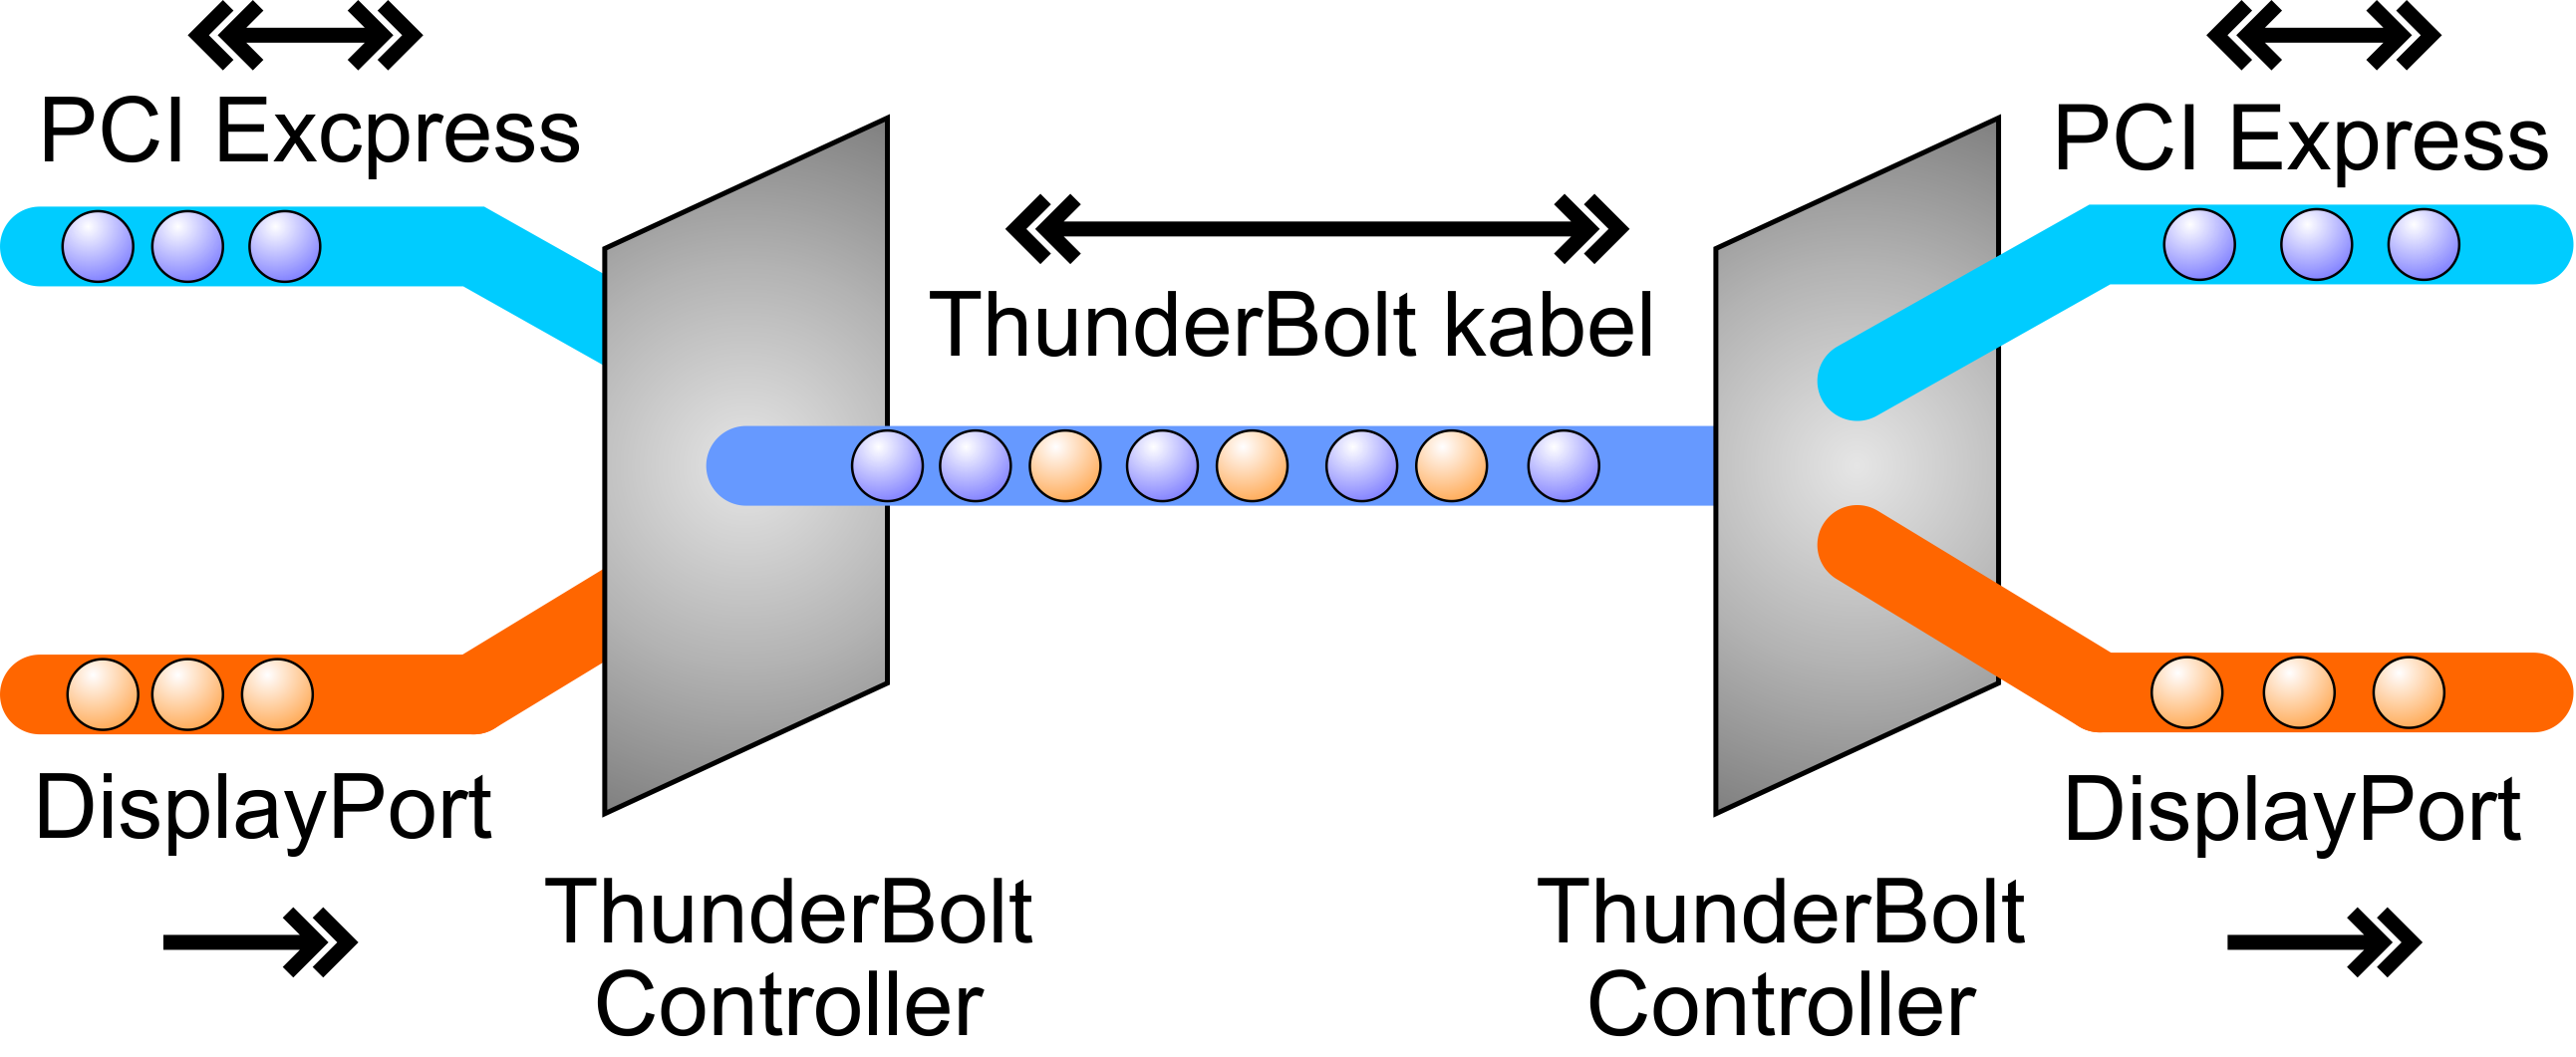 PCI Excpress
PCI Express
ThunderBolt kabel
DisplayPort
DisplayPort
ThunderBolt
Controller
ThunderBolt
Controller